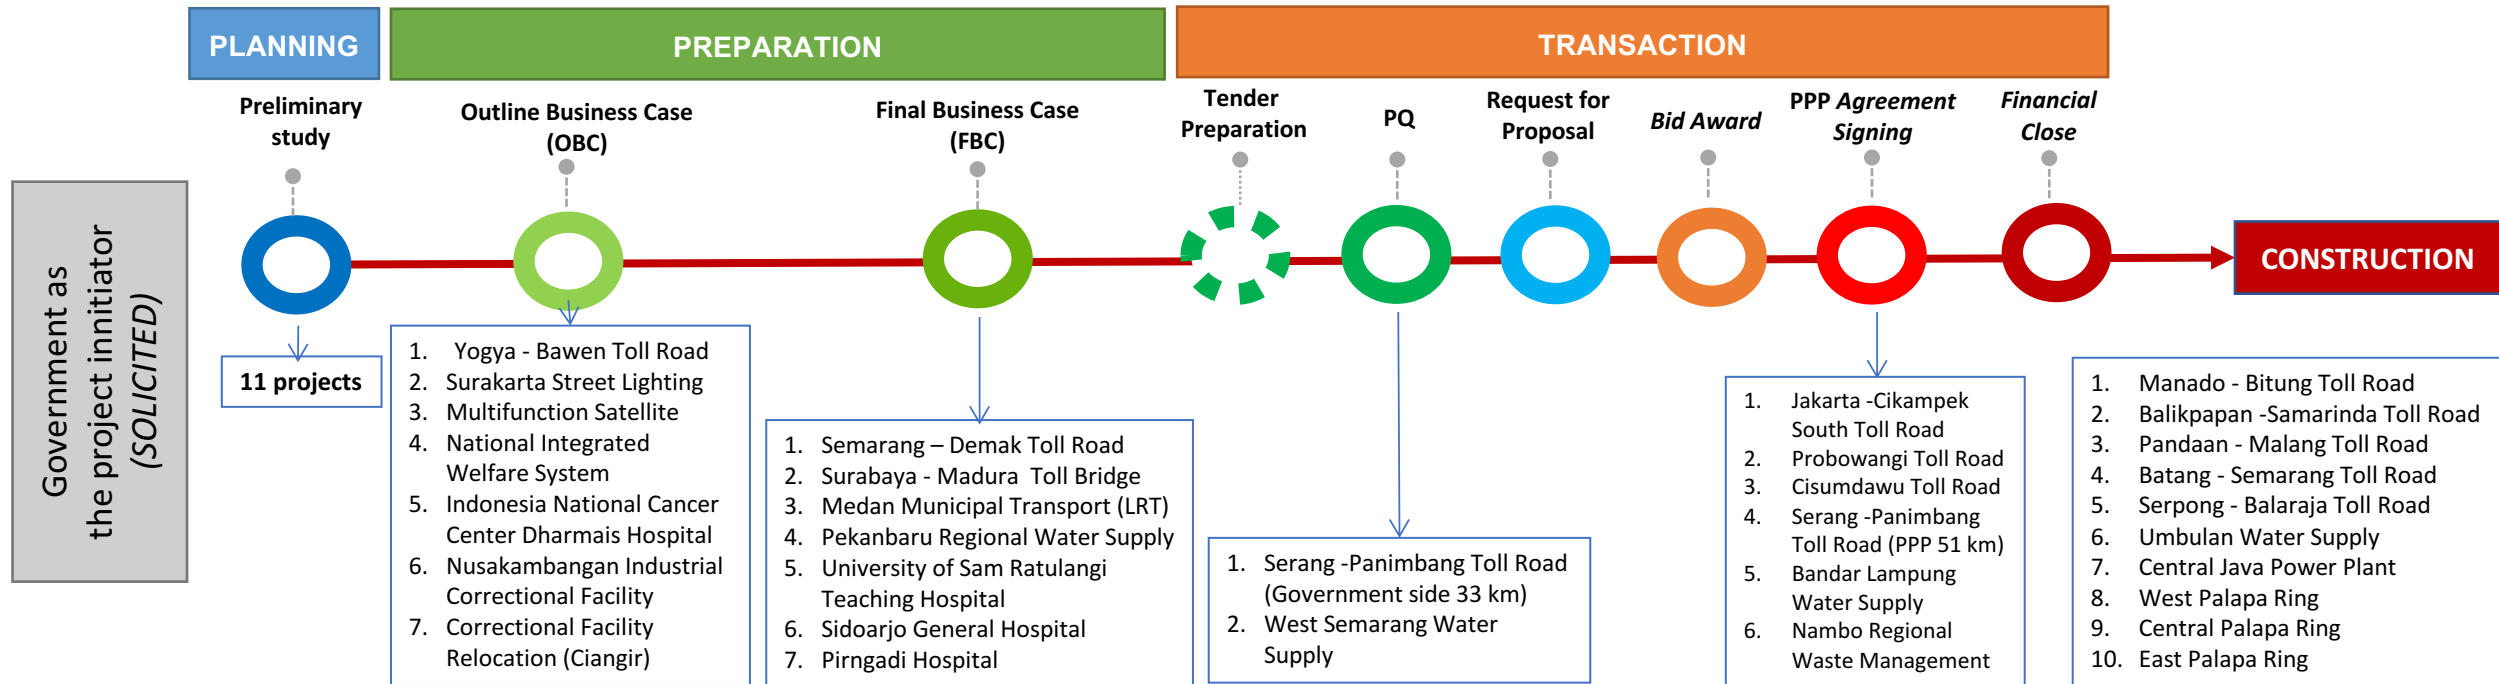 PLANNING
PREPARATION
TRANSACTION
Preliminary
study
Outline Business Case
(OBC)
Final Business Case
(FBC)
Tender
Preparation
PQ
Request for
Proposal
Bid Award
PPP Agreement
Signing
Financial
Close
Government as
the project innitiator
(SOLICITED)
CONSTRUCTION
11 projects
1. Yogya - Bawen Toll Road
2. Surakarta Street Lighting
3. Multifunction Satellite
4. National Integrated
Welfare System
5. Indonesia National Cancer
Center Dharmais Hospital
6. Nusakambangan Industrial
Correctional Facility
7. Correctional Facility
Relocation (Ciangir)
1. Semarang – Demak Toll Road
2. Surabaya - Madura Toll Bridge
3. Medan Municipal Transport (LRT)
4. Pekanbaru Regional Water Supply
5. University of Sam Ratulangi
Teaching Hospital
6. Sidoarjo General Hospital
7. Pirngadi Hospital
1. Serang -Panimbang Toll Road
(Government side 33 km)
2. West Semarang Water
Supply
1. Jakarta -Cikampek
South Toll Road
2. Probowangi Toll Road
3. Cisumdawu Toll Road
4. Serang -Panimbang
Toll Road (PPP 51 km)
5. Bandar Lampung
Water Supply
6. Nambo Regional
Waste Management
1. Manado - Bitung Toll Road
2. Balikpapan -Samarinda Toll Road
3. Pandaan - Malang Toll Road
4. Batang - Semarang Toll Road
5. Serpong - Balaraja Toll Road
6. Umbulan Water Supply
7. Central Java Power Plant
8. West Palapa Ring
9. Central Palapa Ring
10. East Palapa Ring